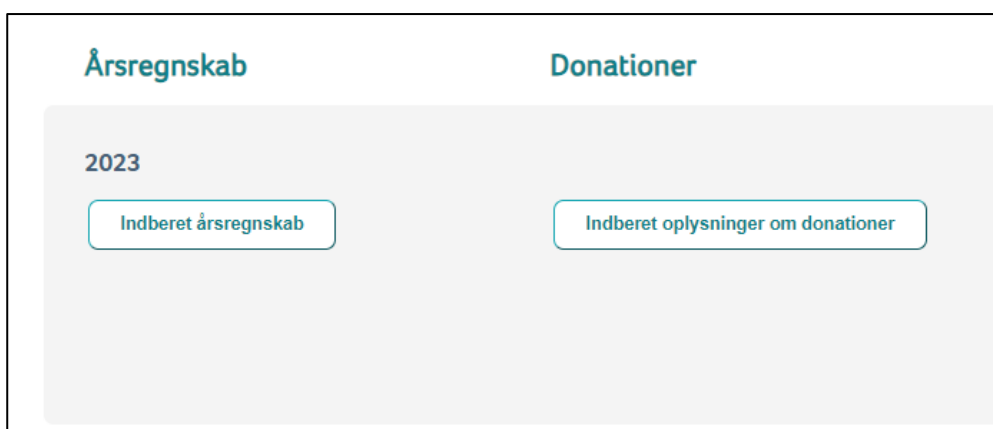 Årsregnskab
Donationer
2023
Indberet årsregnskab
Indberet oplysninger om donationer